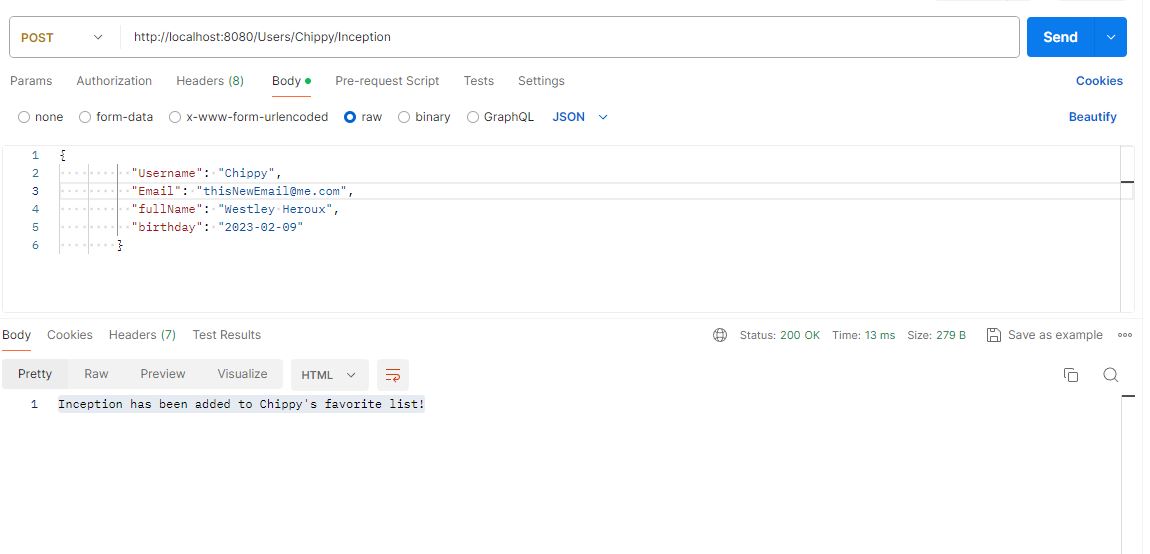 POST http://localhost:8080/Users/Chippy/Inception Send
Params Authorization Headers (8) Body Pre-request Script Tests Settings Cookies
none form-data x-www-form-urlencoded raw binary GraphQL JSON Beautify
1 {
2 "Username": "Chippy",
3 "Email": "thisNewEmail@me.com",
4 "fullName": "Westley Heroux",
5 "birthday": "2023-02-09"
6 }
Body Cookies Headers (7) Test Results Status: 200 OK Time: 13 ms Size: 279 B Save as example
Pretty Raw Preview Visualize HTML
1 Inception has been added to Chippy's favorite list!